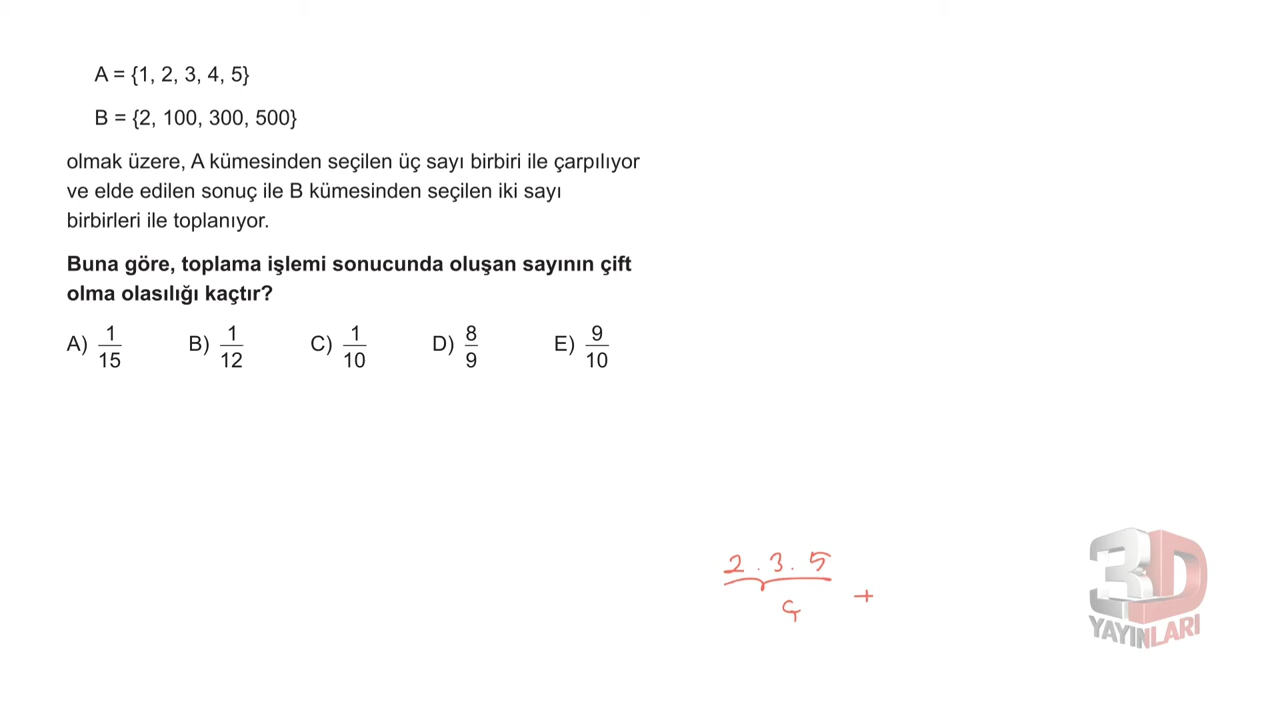 A = {1, 2, 3, 4, 5}
B = {2, 100, 300, 500}
olmak üzere, A kümesinden seçilen üç sayı birbiri ile çarpılıyor
ve elde edilen sonuç ile B kümesinden seçilen iki sayı
birbirleri ile toplanıyor.
Buna göre, toplama işlemi sonucunda oluşan sayının çift
olma olasılığı kaçtır?
A) 1/15 B) 1/12 C) 1/10 D) 8/9 E) 9/10
2 . 3 . 5
Ç +
3D
YAYINLARI